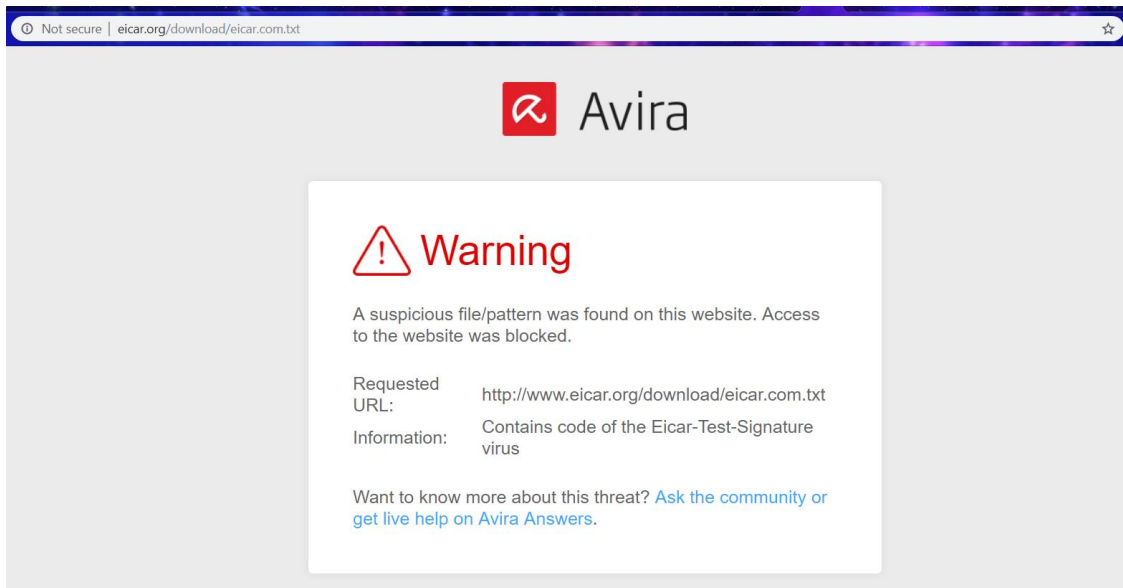 Not secure | eicar.org/download/eicar.com.txt
Avira
Warning
A suspicious file/pattern was found on this website. Access
to the website was blocked.
Requested
URL:
http://www.eicar.org/download/eicar.com.txt
Information:
Contains code of the Eicar-Test-Signature
virus
Want to know more about this threat? Ask the community or
get live help on Avira Answers.